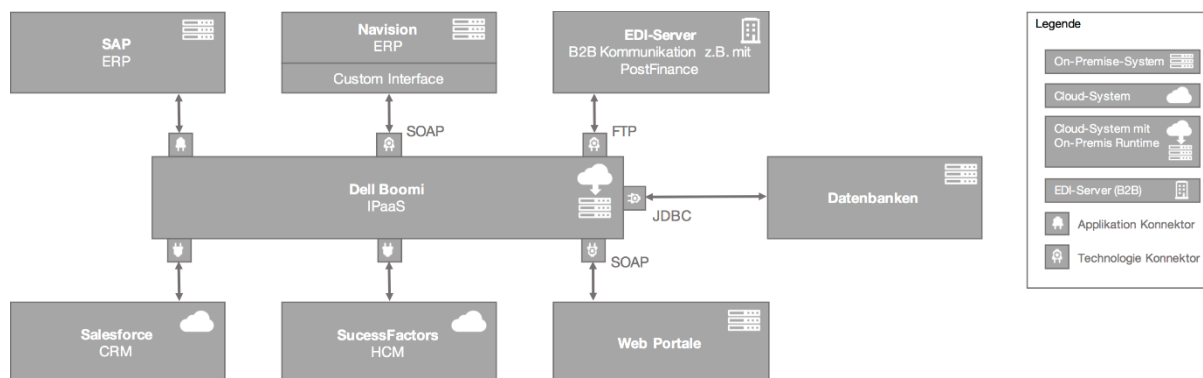 SAP
ERP
Navision
ERP
Custom Interface
EDI-Server
B2B Kommunikation z.B. mit
PostFinance
SOAP
FTP
Dell Boomi
IPaaS
JDBC
Datenbanken
SOAP
Salesforce
CRM
SucessFactors
HCM
Web Portale
Legende
On-Premise-System
Cloud-System
Cloud-System mit
On-Premis Runtime
EDI-Server (B2B)
Applikation Konnektor
Technologie Konnektor